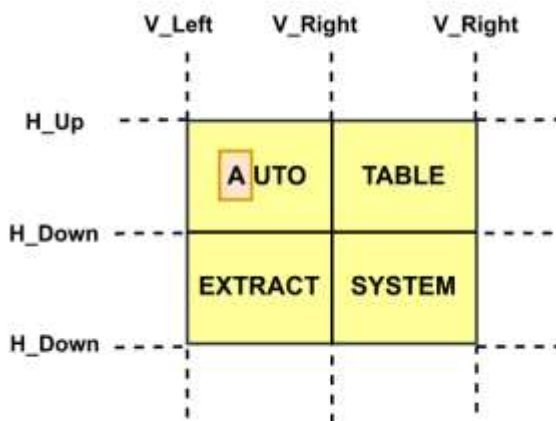 V_Left V_Right V_Right
H_Up
AUTO TABLE
H_Down
EXTRACT SYSTEM
H_Down